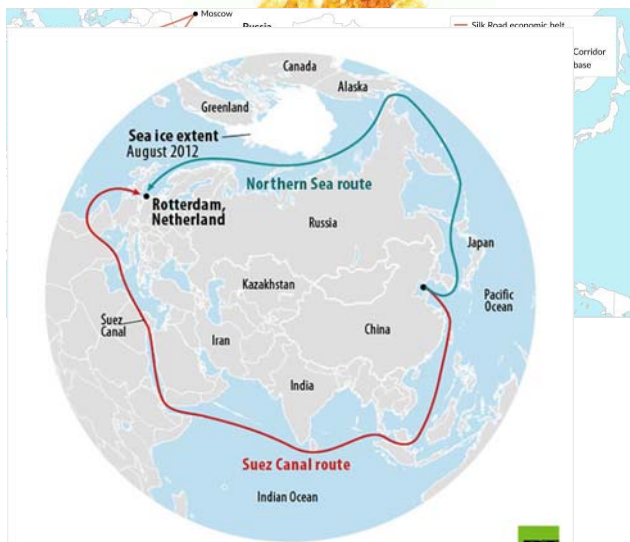 Moscow
Russia
Silk Road economic belt
Corridor
base
Canada
Alaska
Greenland
Sea ice extent
August 2012
Northern Sea route
Rotterdam,
Netherland
Russia
Japan
Kazakhstan
Pacific
Ocean
Suez
Canal
Iran
China
India
Suez Canal route
Indian Ocean